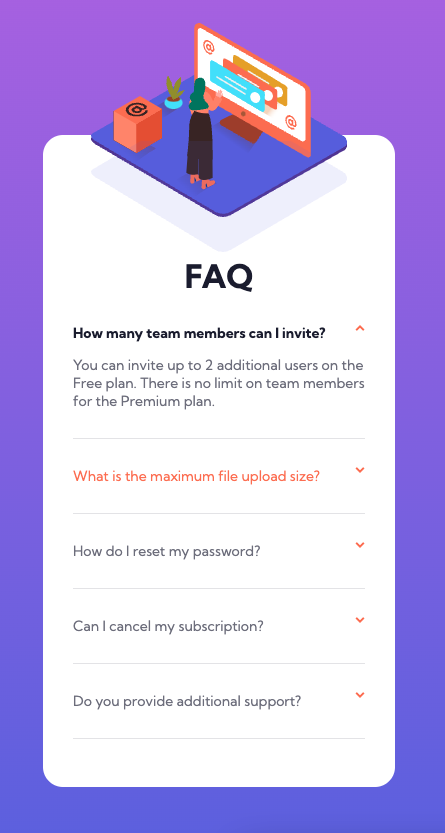 @
@
@
FAQ
How many team members can I invite?
You can invite up to 2 additional users on the
Free plan. There is no limit on team members
for the Premium plan.
What is the maximum file upload size?
How do I reset my password?
Can I cancel my subscription?
Do you provide additional support?